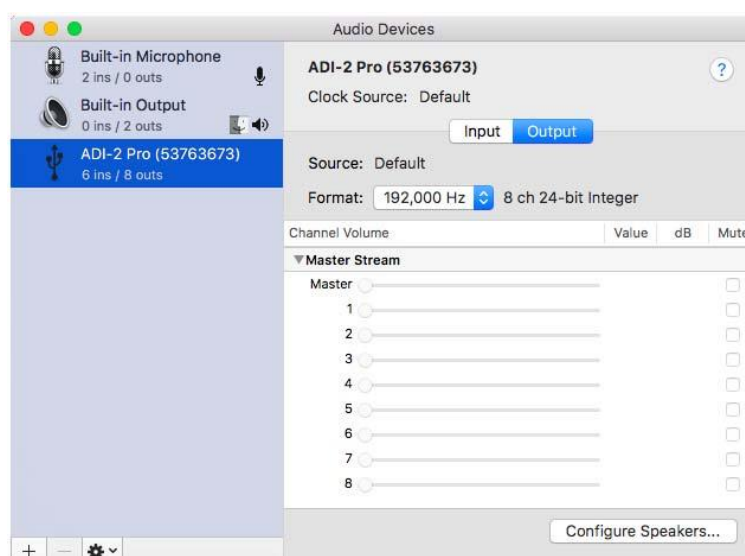 Audio Devices
Built-in Microphone
2 ins / 0 outs
Built-in Output
0 ins / 2 outs
ADI-2 Pro (53763673)
6 ins / 8 outs
ADI-2 Pro (53763673)
?
Clock Source: Default
Input Output
Source: Default
Format: 192,000 Hz 8 ch 24-bit Integer
Channel Volume Value dB Mute
Master Stream
Master
1
2
3
4
5
6
7
8
Configure Speakers...